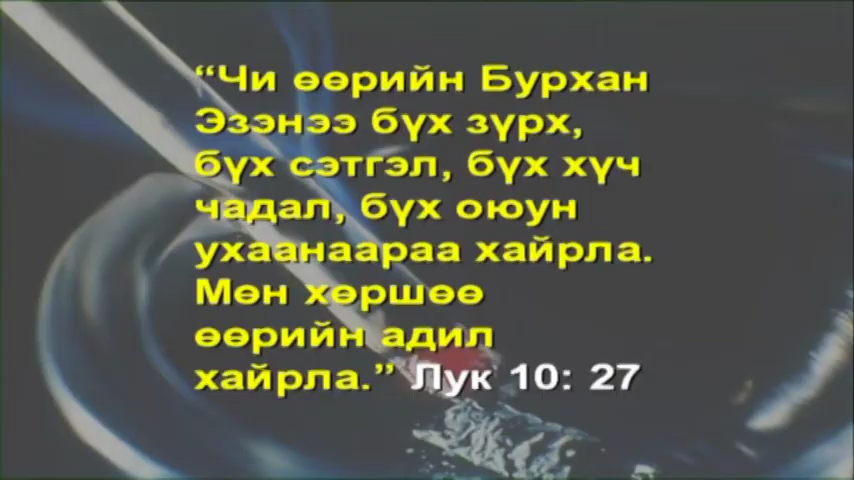 “Чи өөрийн Бурхан
Эзэнээ бүх зүрх,
бүх сэтгэл, бүх хүч
чадал, бүх оюун
ухаанаараа хайрла.
Мөн хөршөө
өөрийн адил
хайрла.” Лук 10: 27